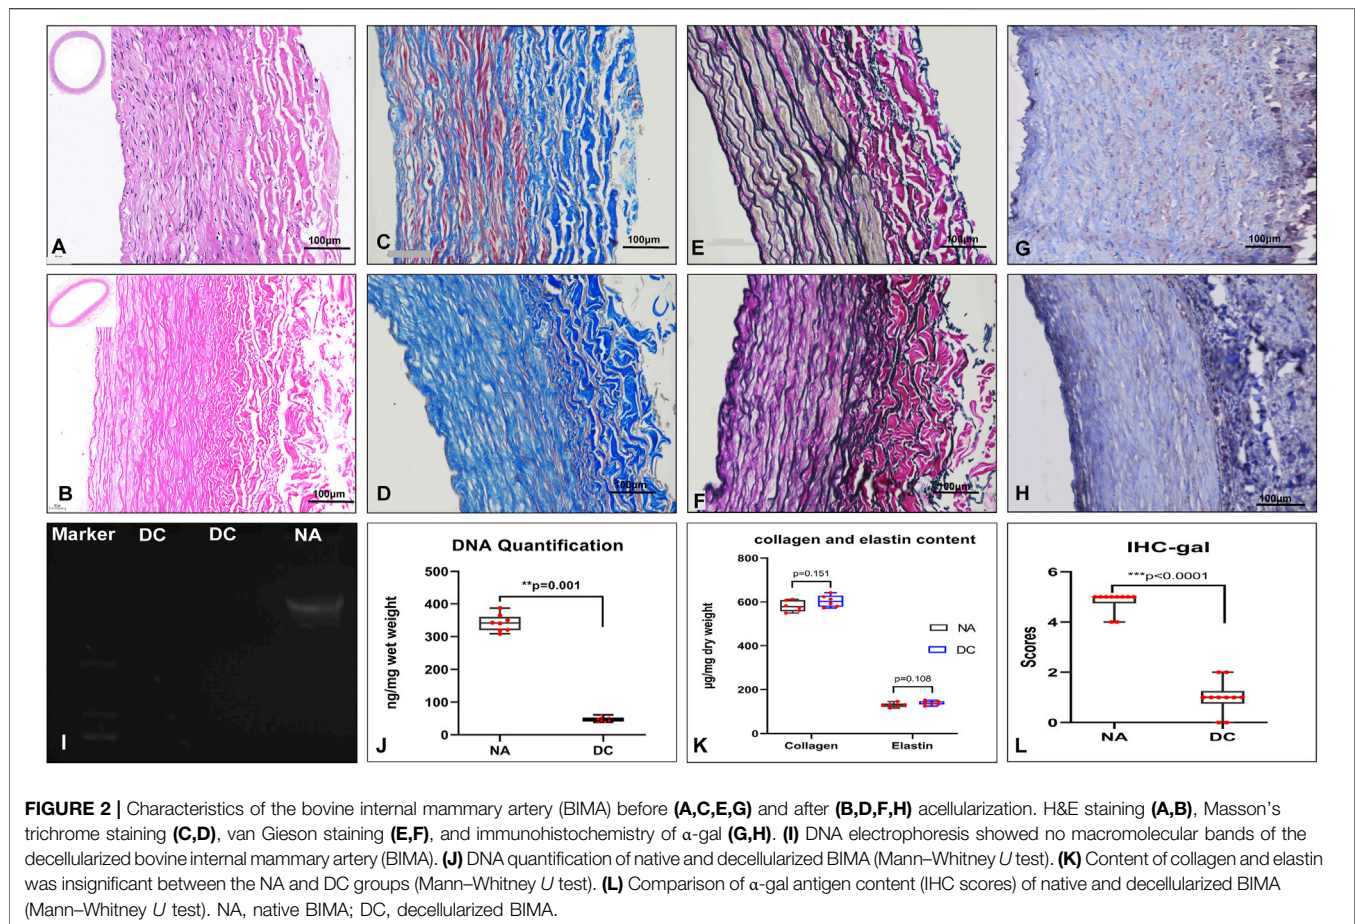 A
100µm
C
100µm
E
100µm
G
100µm
B
100µm
D
100µm
F
100µm
H
100µm
Marker DC DC NA
I
DNA Quantification
**p=0.001
ng/mg wet weight
500
400
300
200
100
0
NA DC
J
collagen and elastin content
p=0.151
p=0.108
µg/mg dry weight
800
600
400
200
0
NA
DC
Collagen Elastin
K
IHC-gal
***p<0.0001
Scores
6
4
2
0
NA DC
L
FIGURE 2 | Characteristics of the bovine internal mammary artery (BIMA) before (A,C,E,G) and after (B,D,F,H) acellularization. H&E staining (A,B), Masson's
trichrome staining (C,D), van Gieson staining (E,F), and immunohistochemistry of α-gal (G,H). (I) DNA electrophoresis showed no macromolecular bands of the
decellularized bovine internal mammary artery (BIMA). (J) DNA quantification of native and decellularized BIMA (Mann–Whitney U test). (K) Content of collagen and elastin
was insignificant between the NA and DC groups (Mann–Whitney U test). (L) Comparison of α-gal antigen content (IHC scores) of native and decellularized BIMA
(Mann–Whitney U test). NA, native BIMA; DC, decellularized BIMA.